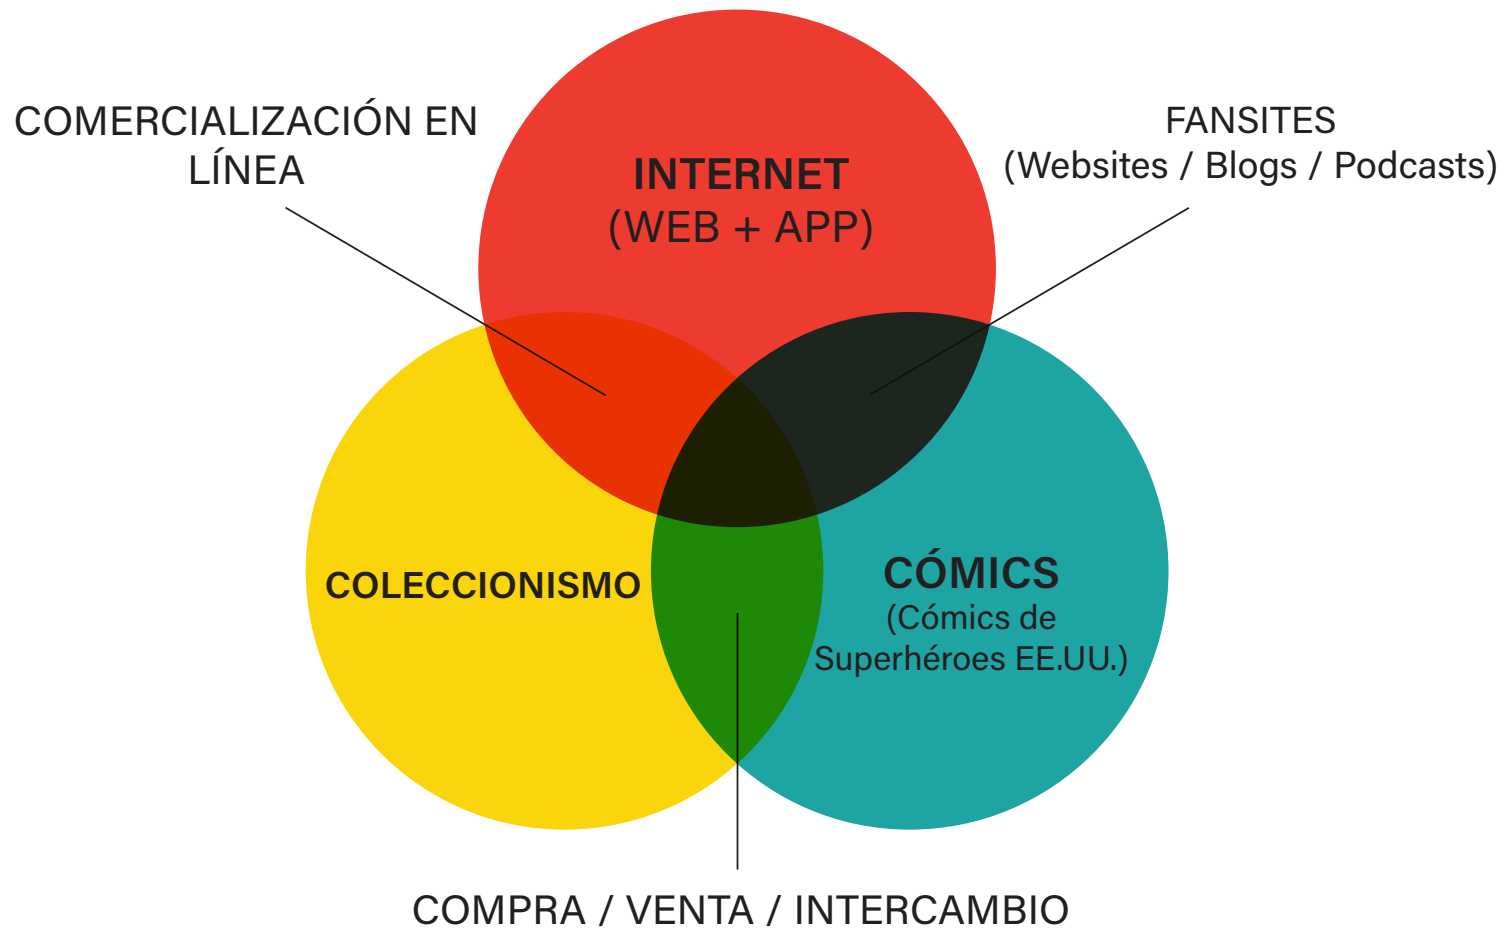 COMERCIALIZACIÓN EN
LÍNEA
INTERNET
(WEB + APP)
FANSITES
(Websites / Blogs / Podcasts)
COLECCIONISMO
CÓMICS
(Cómics de
Superhéroes EE.UU.)
COMPRA / VENTA / INTERCAMBIO